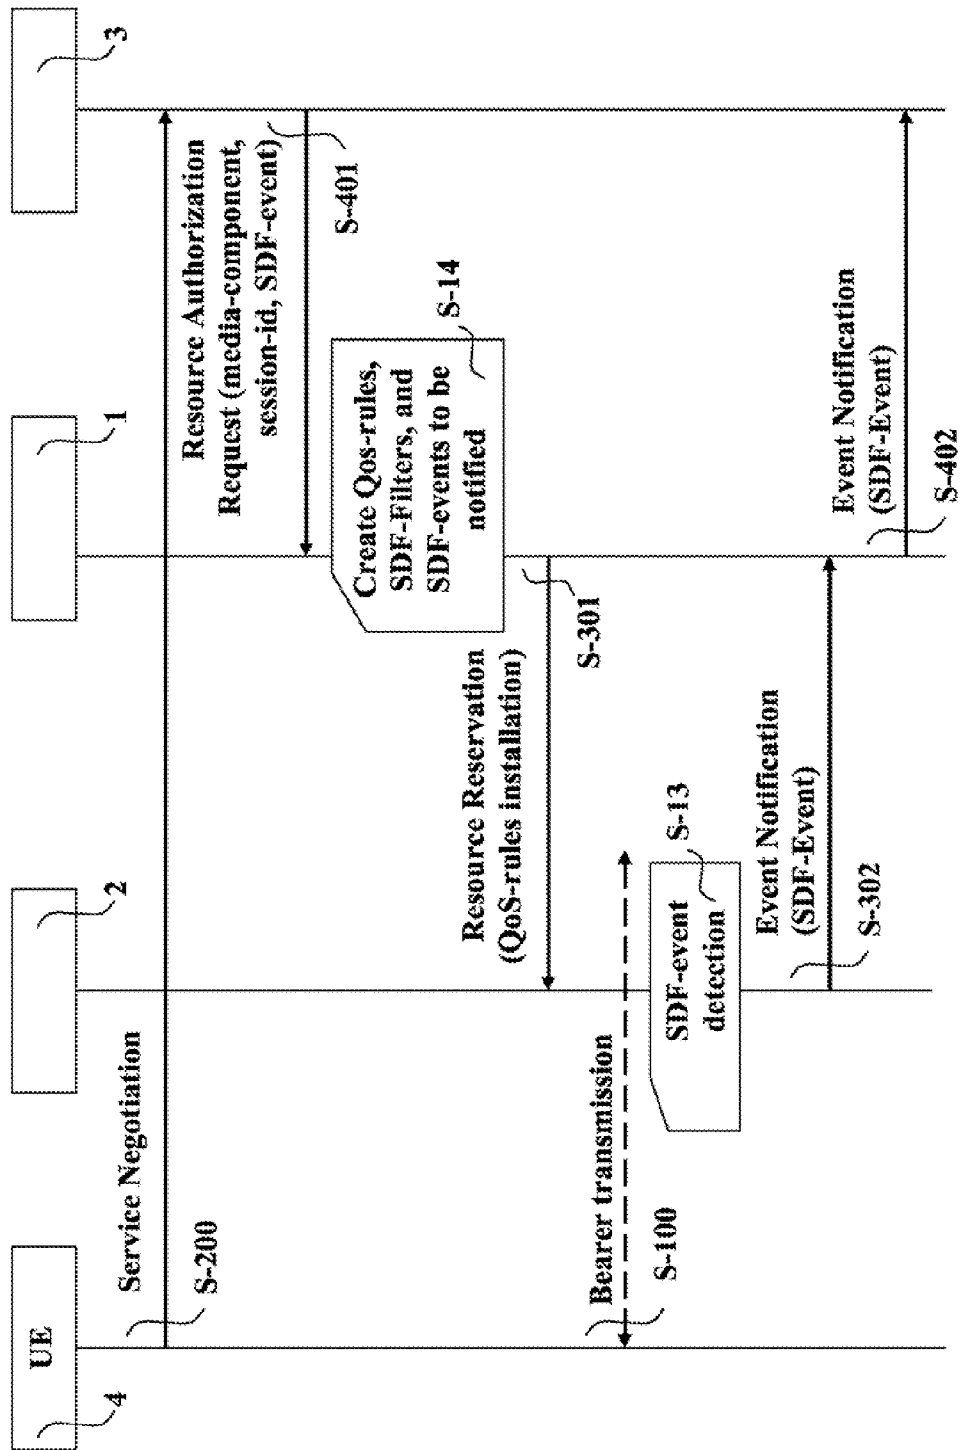 UE
4
2
1
3
Service Negotiation
S-200
Resource Authorization
Request (media-component,
session-id, SDF-event)
S-401
Create Qos-rules,
SDF-Filters, and
SDF-events to be
notified
S-14
Resource Reservation
(QoS-rules installation)
S-301
Bearer transmission
S-100
SDF-event
detection
S-13
Event Notification
(SDF-Event)
S-302
Event Notification
(SDF-Event)
S-402